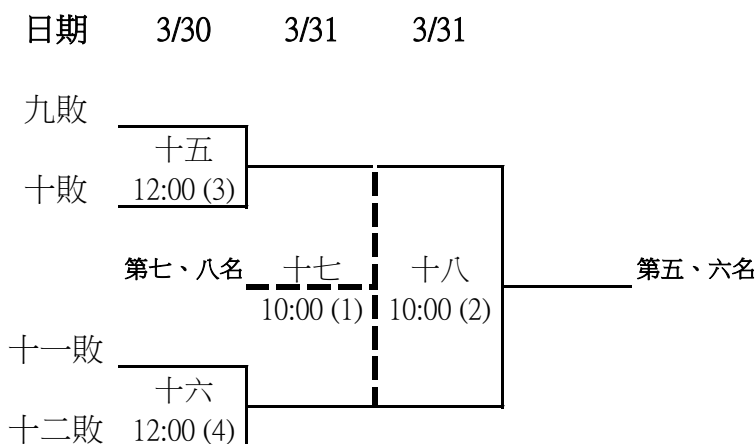 日期 3/30 3/31 3/31
九敗
十五
十敗 12:00 (3)
第七、八名 十七 十八 第五、六名
10:00 (1) 10:00 (2)
十一敗
十六
十二敗 12:00 (4)